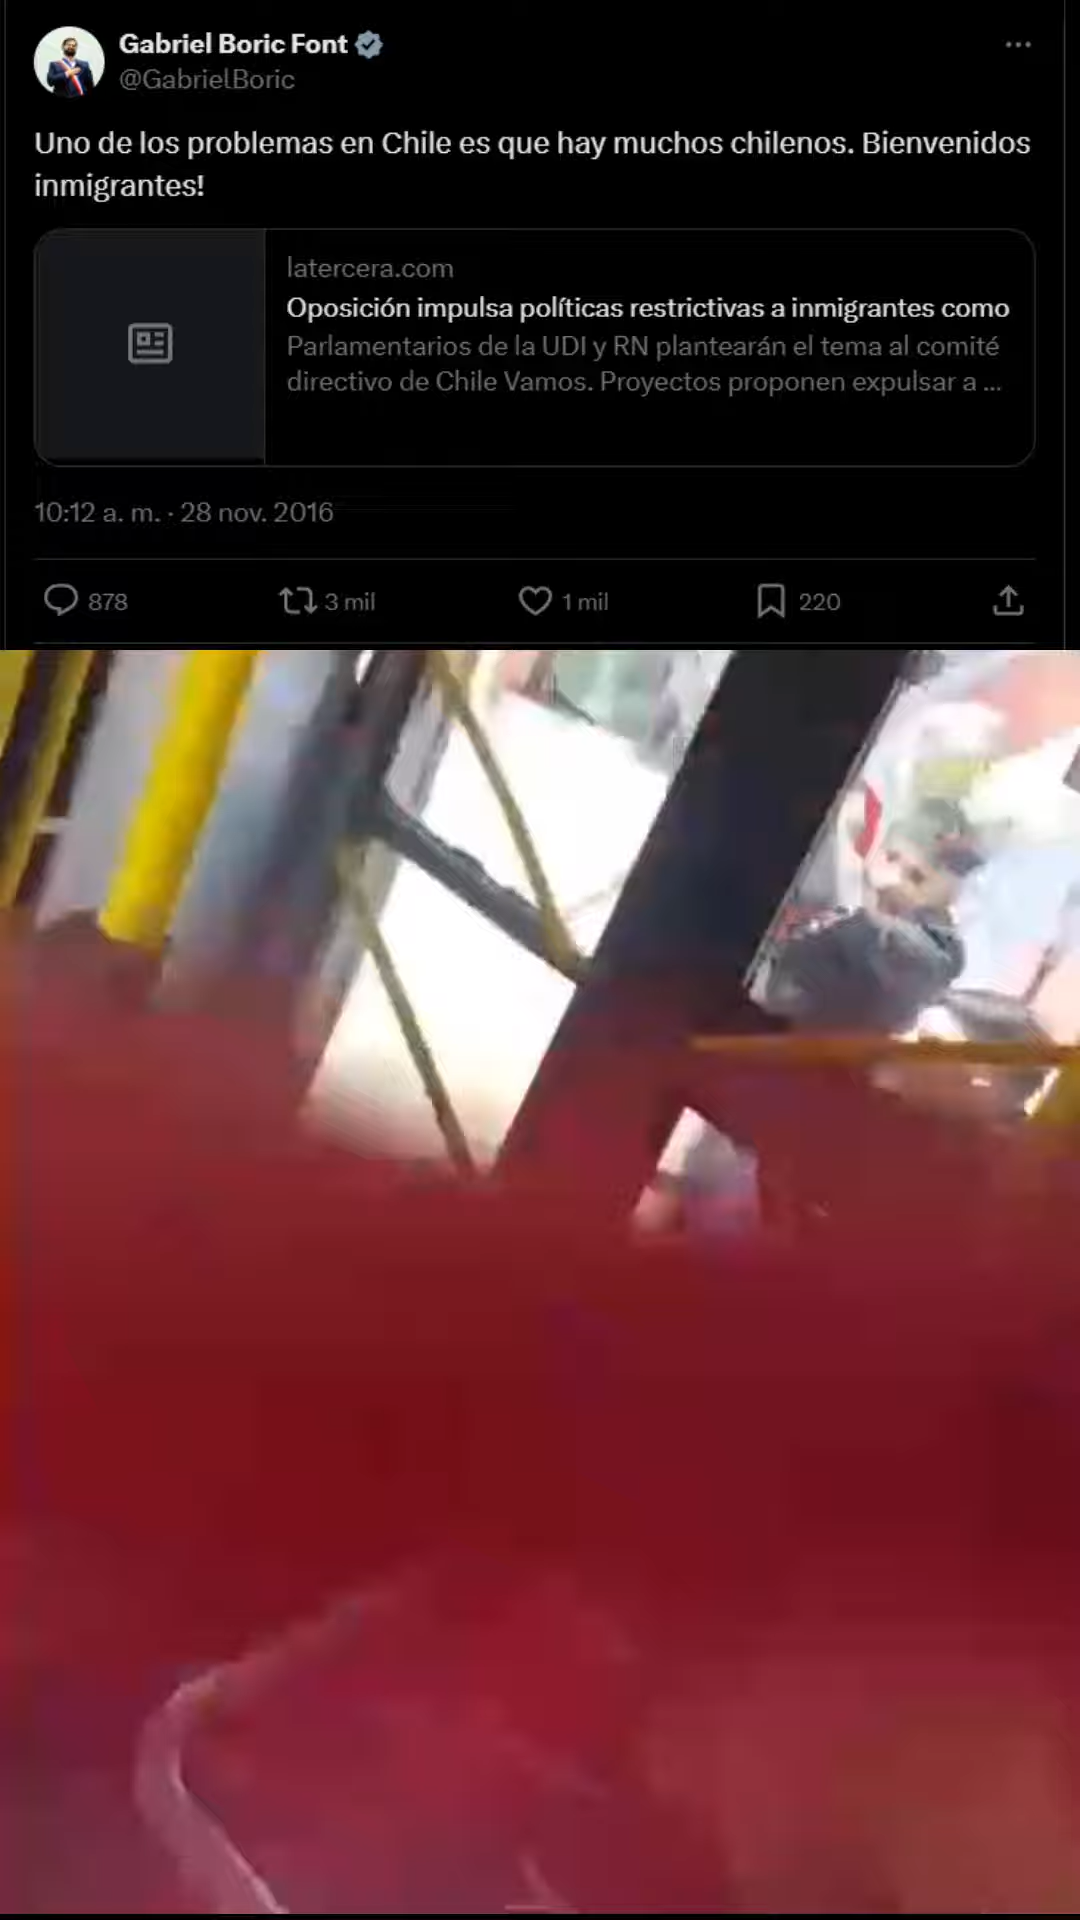 Gabriel Boric Font
@GabrielBoric
Uno de los problemas en Chile es que hay muchos chilenos. Bienvenidos
inmigrantes!
latercera.com
Oposición impulsa políticas restrictivas a inmigrantes como
Parlamentarios de la UDI y RN plantearán el tema al comité
directivo de Chile Vamos. Proyectos proponen expulsar a ...
10:12 a. m. · 28 nov. 2016
878 3 mil 1 mil 220